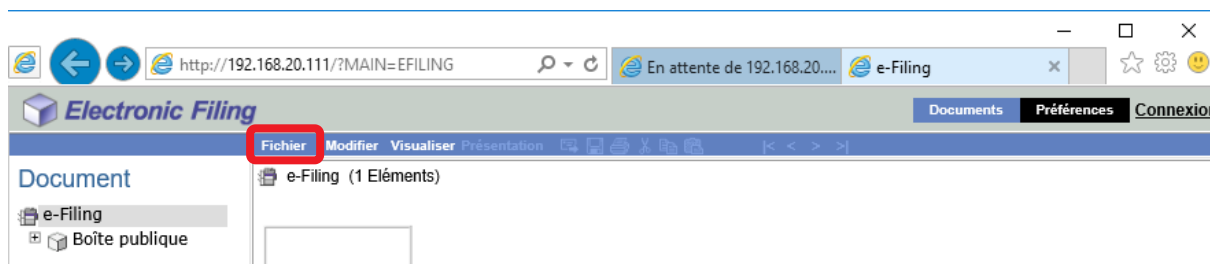 http://192.168.20.111/?MAIN=EFILING
En attente de 192.168.20....
e-Filing
Electronic Filing
Documents
Préférences
Connexio
Fichier Modifier Visualiser Présentation |< < > >|
Document
e-Filing (1 Eléments)
e-Filing
Boîte publique